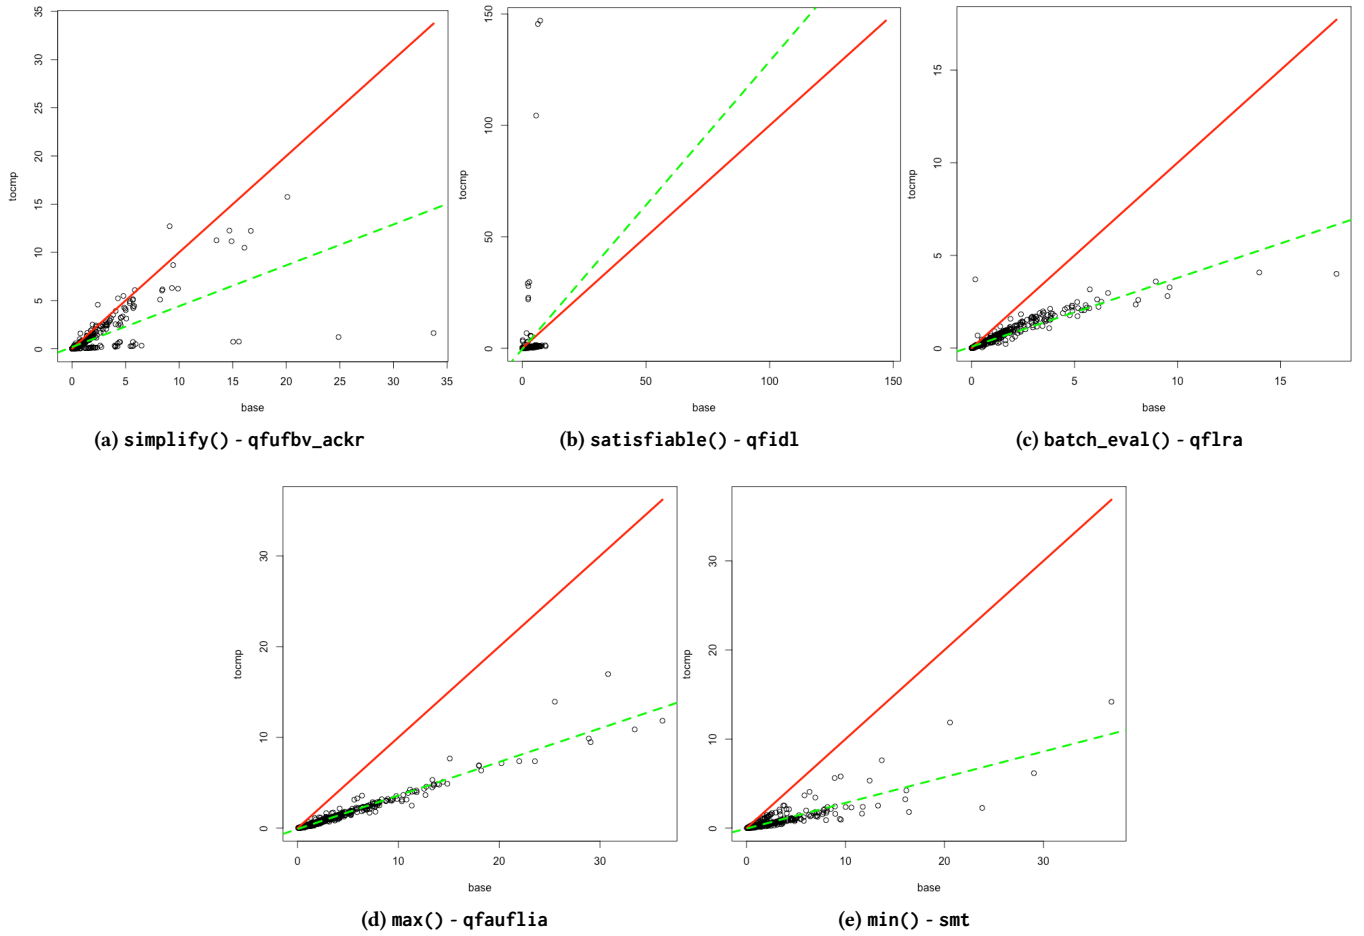 35
30
25
20
15
10
5
0
tocmp
0 5 10 15 20 25 30 35
base
(a) simplify() - qfufbv_ackr
150
100
50
0
tocmp
0 50 100 150
base
(b) satisfiable() - qfidl
15
10
5
0
tocmp
0 5 10 15
base
(c) batch_eval() - qflra
30
20
10
0
tocmp
0 10 20 30
base
(d) max() - qfauflia
30
20
10
0
tocmp
0 10 20 30
base
(e) min() - smt